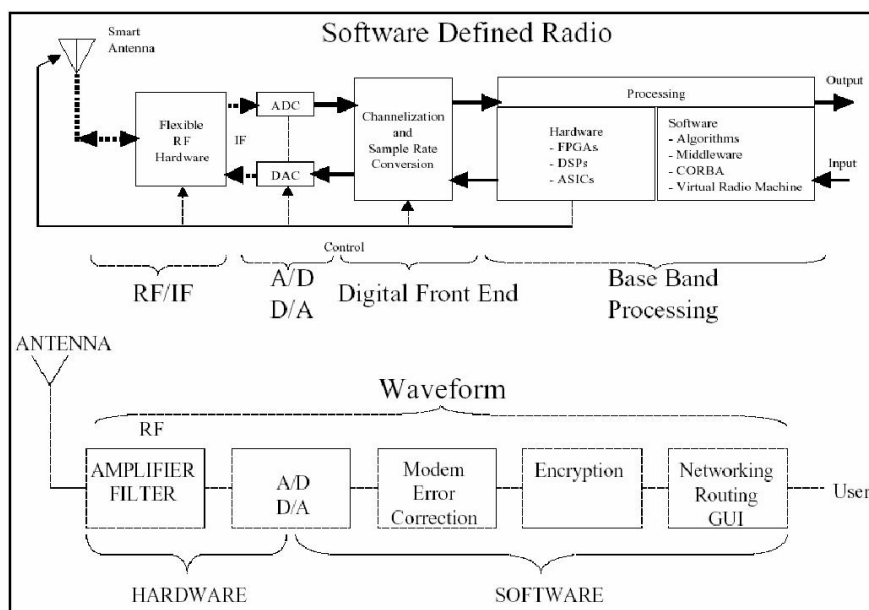 Software Defined Radio
Smart
Antenna
Flexible
RF
Hardware
IF
ADC
DAC
Channelization
and
Sample Rate
Conversion
Processing
Hardware
- FPGAs
- DSPs
- ASICs
Software
- Algorithms
- Middleware
- CORBA
- Virtual Radio Machine
Output
Input
Control
RF/IF
A/D
D/A
Digital Front End
Base Band
Processing
ANTENNA
Waveform
RF
AMPLIFIER
FILTER
A/D
D/A
Modem
Error
Correction
Encryption
Networking
Routing
GUI
User
HARDWARE
SOFTWARE